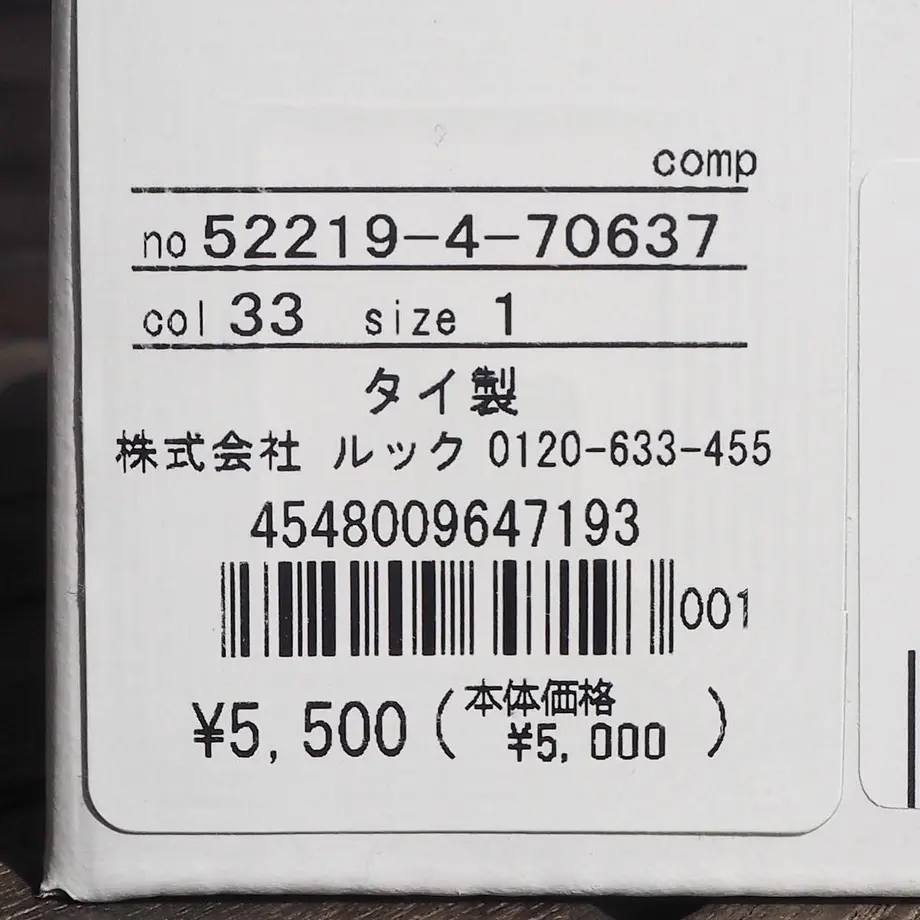 comp
no 52219-4-70637
col 33 size 1
タイ製
株式会社 ルック 0120-633-455
4548009647193
001
¥5,500 (本体価格 ¥5,000)